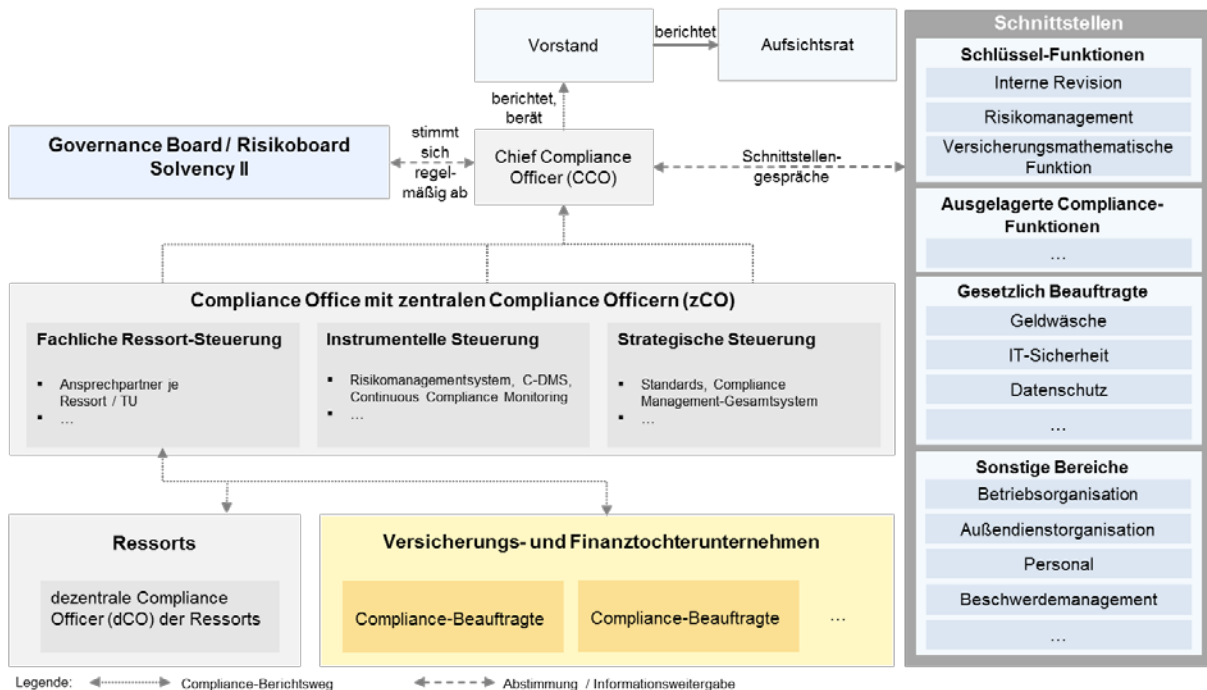 Vorstand
berichtet
Aufsichtsrat
berichtet,
berät
Governance Board / Risikoboard
Solvency II
stimmt
sich
regel-
mäßig ab
Chief Compliance
Officer (CCO)
Schnittstellen-
gespräche
Compliance Office mit zentralen Compliance Officern (zCO)
Fachliche Ressort-Steuerung
▪ Ansprechpartner je
Ressort / TU
▪ …
Instrumentelle Steuerung
▪ Risikomanagementsystem, C-DMS,
Continuous Compliance Monitoring
▪ …
Strategische Steuerung
▪ Standards, Compliance
Management-Gesamtsystem
▪ …
Ressorts
dezentrale Compliance
Officer (dCO) der Ressorts
Versicherungs- und Finanztochterunternehmen
Compliance-Beauftragte
Compliance-Beauftragte
…
Schnittstellen
Schlüssel-Funktionen
Interne Revision
Risikomanagement
Versicherungsmathematische
Funktion
Ausgelagerte Compliance-
Funktionen
…
Gesetzlich Beauftragte
Geldwäsche
IT-Sicherheit
Datenschutz
…
Sonstige Bereiche
Betriebsorganisation
Außendienstorganisation
Personal
Beschwerdemanagement
…
Legende:
Compliance-Berichtsweg
Abstimmung / Informationsweitergabe